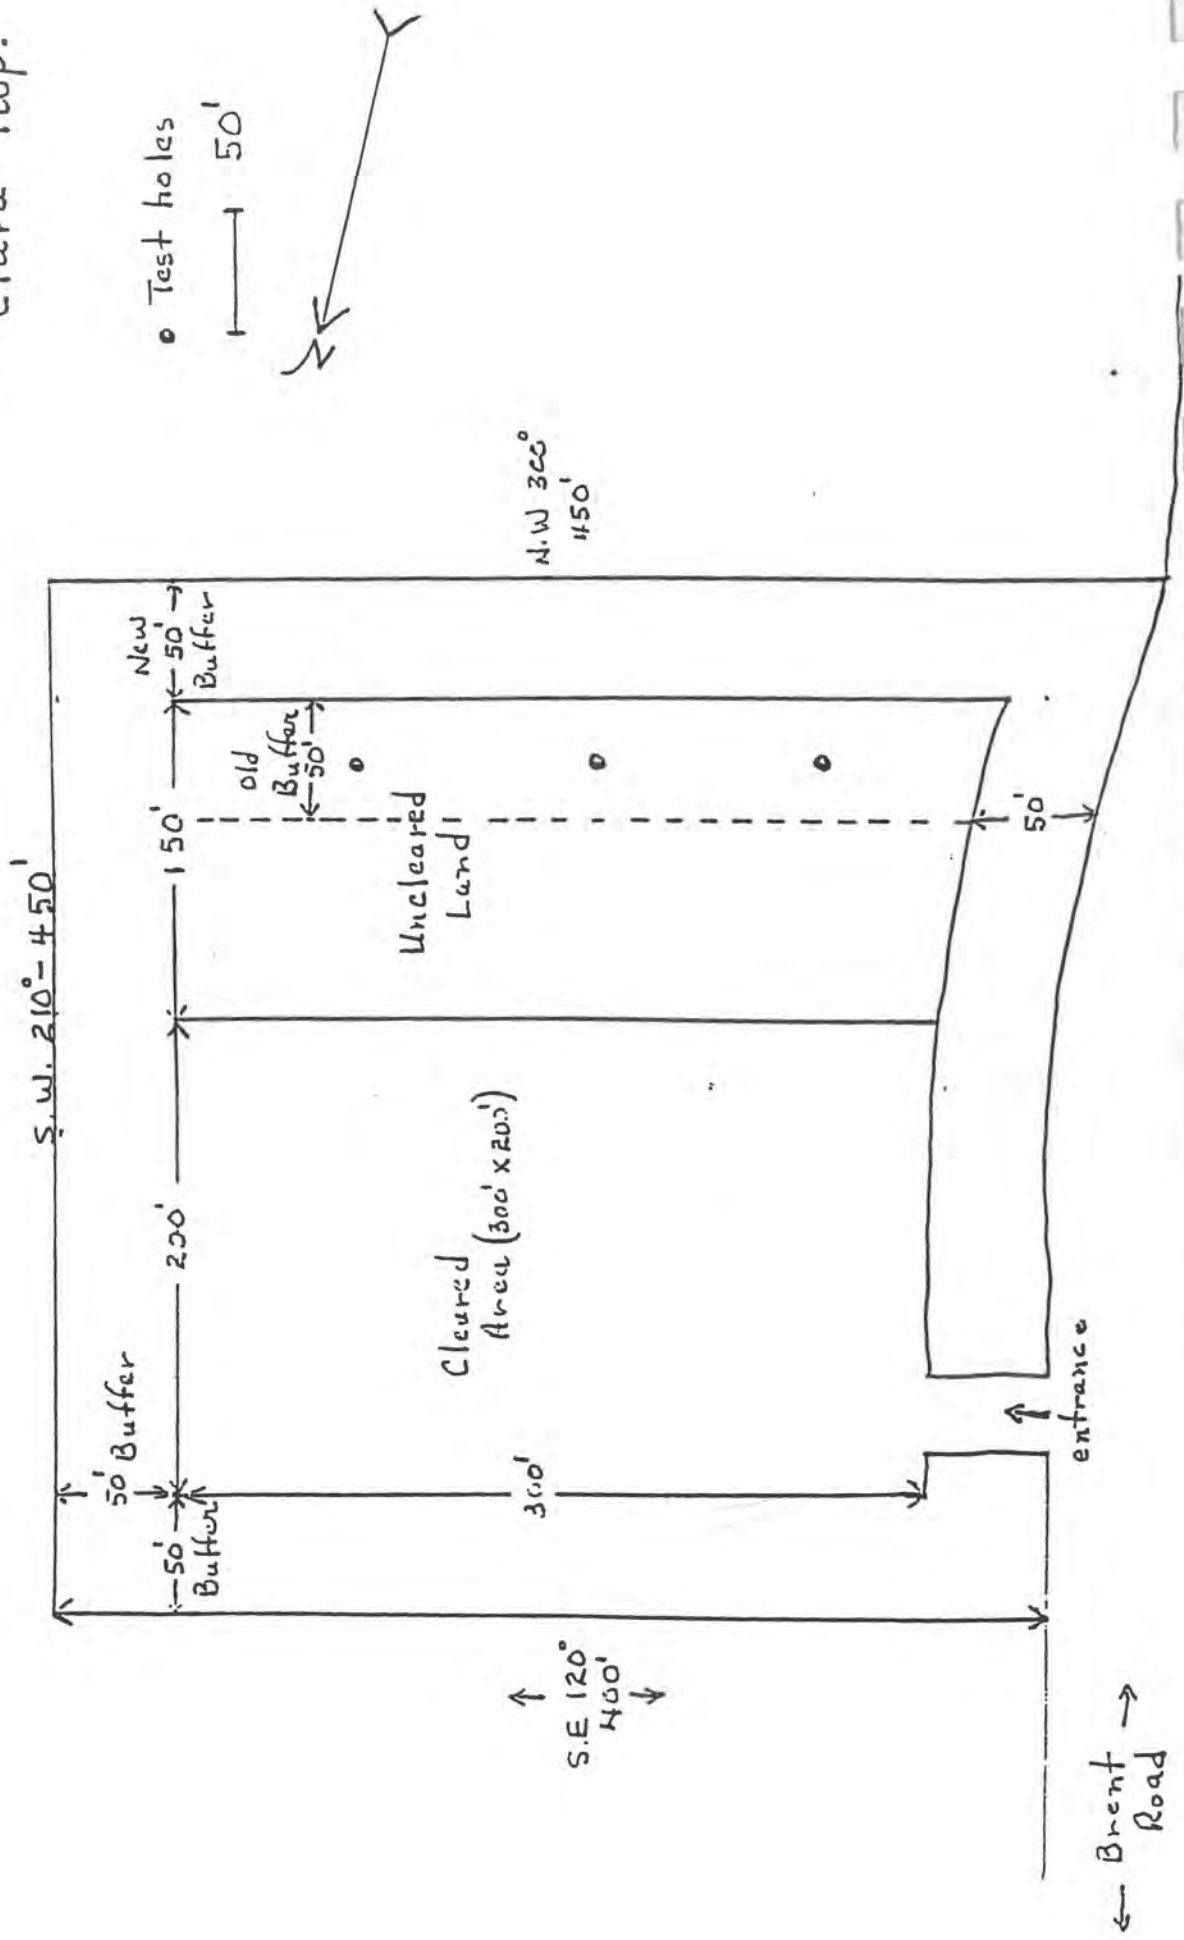 • Test holes
50'
N
S.W. 210° - 450'
50' Buffer
200'
150'
New
50'
Buffer
50'
Buffer
Old
Buffer
50'
Uncleared
Land
Cleared
Area (300' x 200')
300'
N.W 300°
450'
S.E 120°
400'
50'
entrance
← Brent →
Road